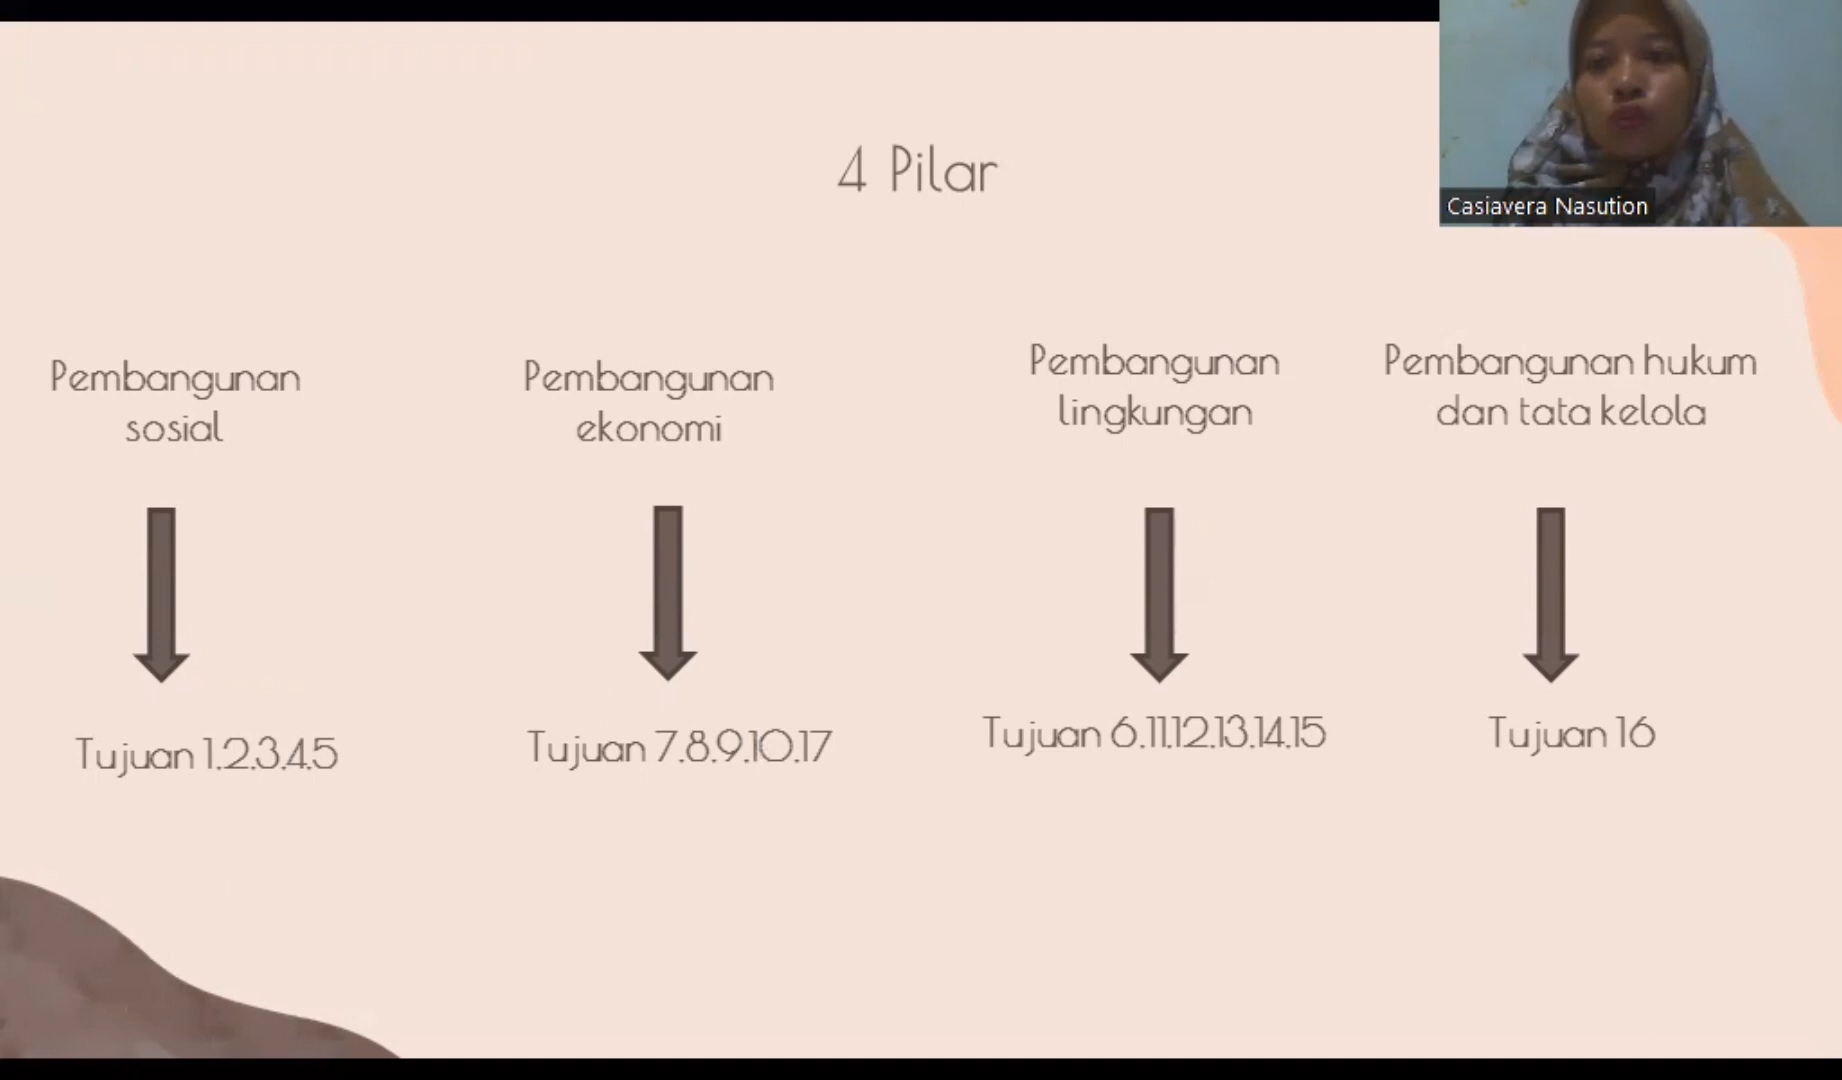 4 Pilar
Casiavera Nasution
Pembangunan
sosial
Pembangunan
ekonomi
Pembangunan
lingkungan
Pembangunan hukum
dan tata kelola
Tujuan 1,2,3,4,5
Tujuan 7,8,9,10,17
Tujuan 6,11,12,13,14,15
Tujuan 16